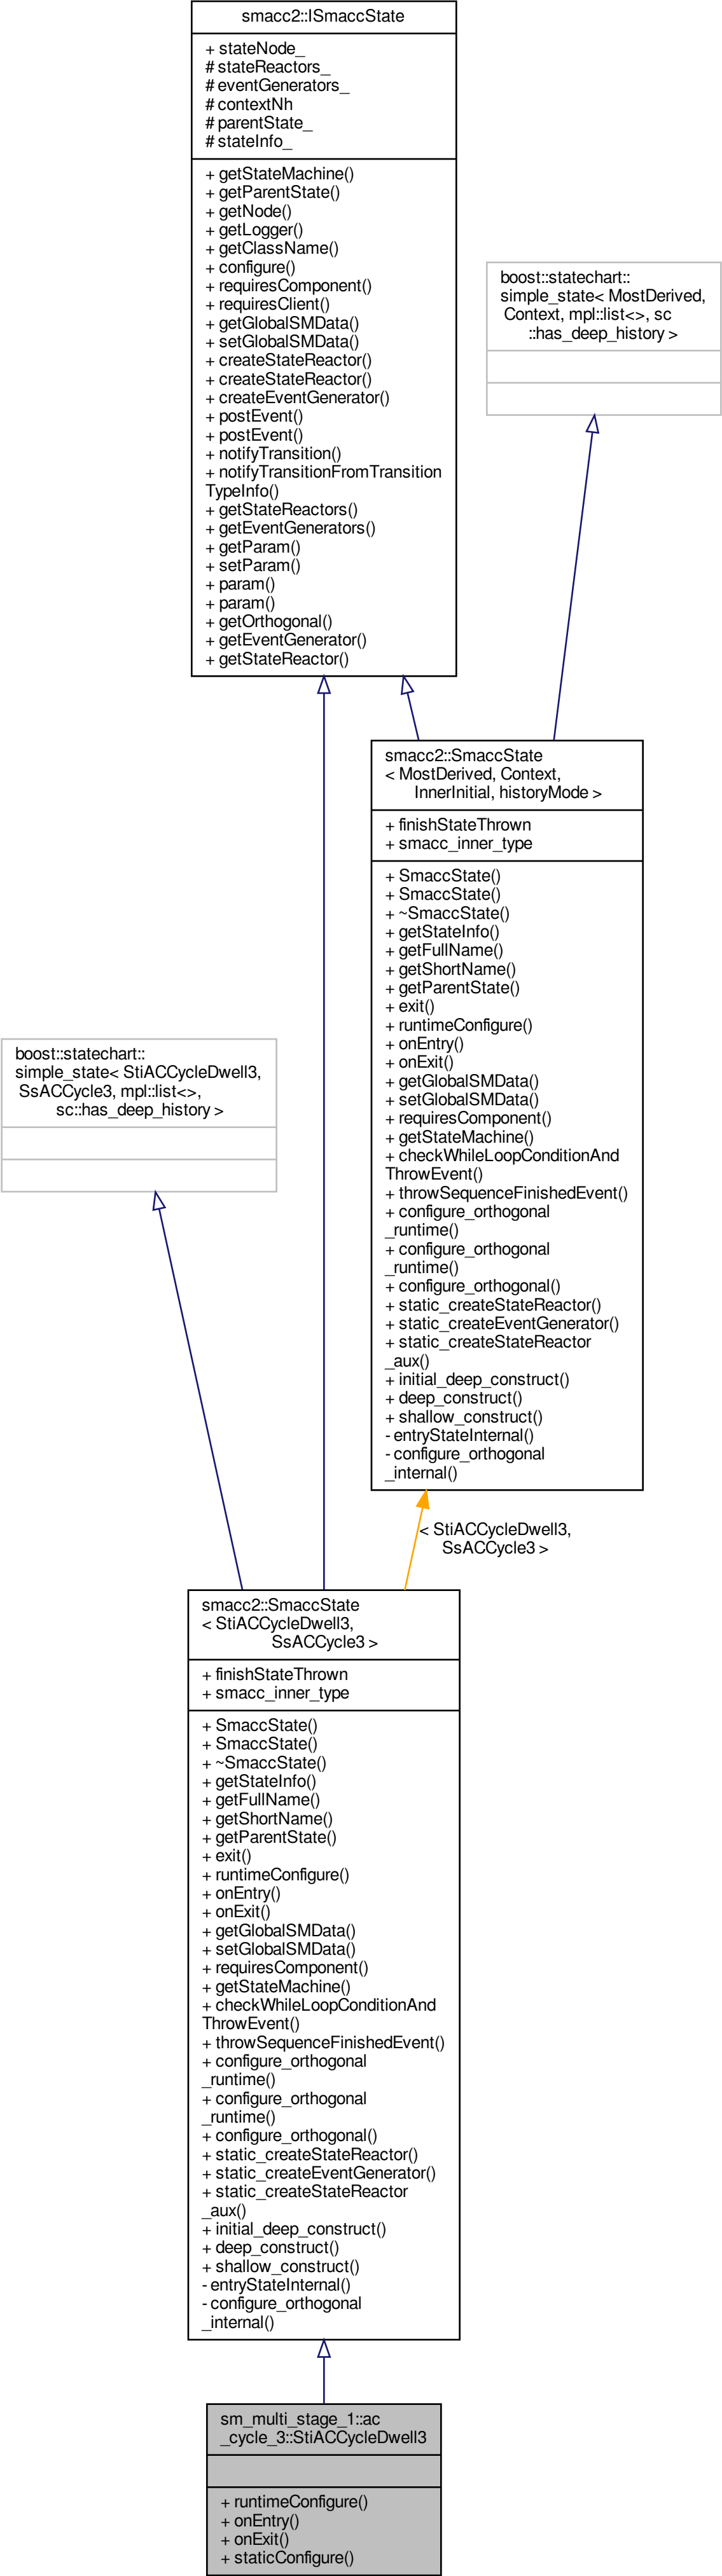 smacc2::ISmaccState
+ stateNode_
# stateReactors_
# eventGenerators_
# contextNh
# parentState_
# stateInfo_
+ getStateMachine()
+ getParentState()
+ getNode()
+ getLogger()
+ getClassName()
+ configure()
+ requiresComponent()
+ requiresClient()
+ getGlobalSMData()
+ setGlobalSMData()
+ createStateReactor()
+ createStateReactor()
+ createEventGenerator()
+ postEvent()
+ postEvent()
+ notifyTransition()
+ notifyTransitionFromTransition
TypeInfo()
+ getStateReactors()
+ getEventGenerators()
+ getParam()
+ setParam()
+ param()
+ param()
+ getOrthogonal()
+ getEventGenerator()
+ getStateReactor()
boost::statechart::
simple_state< MostDerived,
Context, mpl::list<>, sc
::has_deep_history >
smacc2::SmaccState
< MostDerived, Context,
InnerInitial, historyMode >
+ finishStateThrown
+ smacc_inner_type
+ SmaccState()
+ SmaccState()
+ ~SmaccState()
+ getStateInfo()
+ getFullName()
+ getShortName()
+ getParentState()
+ exit()
+ runtimeConfigure()
+ onEntry()
+ onExit()
+ getGlobalSMData()
+ setGlobalSMData()
+ requiresComponent()
+ getStateMachine()
+ checkWhileLoopConditionAnd
ThrowEvent()
+ throwSequenceFinishedEvent()
+ configure_orthogonal
_runtime()
+ configure_orthogonal
_runtime()
+ configure_orthogonal()
+ static_createStateReactor()
+ static_createEventGenerator()
+ static_createStateReactor
_aux()
+ initial_deep_construct()
+ deep_construct()
+ shallow_construct()
- entryStateInternal()
- configure_orthogonal
_internal()
boost::statechart::
simple_state< StiACCycleDwell3,
SsACCycle3, mpl::list<>,
sc::has_deep_history >
< StiACCycleDwell3,
SsACCycle3 >
smacc2::SmaccState
< StiACCycleDwell3,
SsACCycle3 >
+ finishStateThrown
+ smacc_inner_type
+ SmaccState()
+ SmaccState()
+ ~SmaccState()
+ getStateInfo()
+ getFullName()
+ getShortName()
+ getParentState()
+ exit()
+ runtimeConfigure()
+ onEntry()
+ onExit()
+ getGlobalSMData()
+ setGlobalSMData()
+ requiresComponent()
+ getStateMachine()
+ checkWhileLoopConditionAnd
ThrowEvent()
+ throwSequenceFinishedEvent()
+ configure_orthogonal
_runtime()
+ configure_orthogonal
_runtime()
+ configure_orthogonal()
+ static_createStateReactor()
+ static_createEventGenerator()
+ static_createStateReactor
_aux()
+ initial_deep_construct()
+ deep_construct()
+ shallow_construct()
- entryStateInternal()
- configure_orthogonal
_internal()
sm_multi_stage_1::ac
_cycle_3::StiACCycleDwell3
+ runtimeConfigure()
+ onEntry()
+ onExit()
+ staticConfigure()